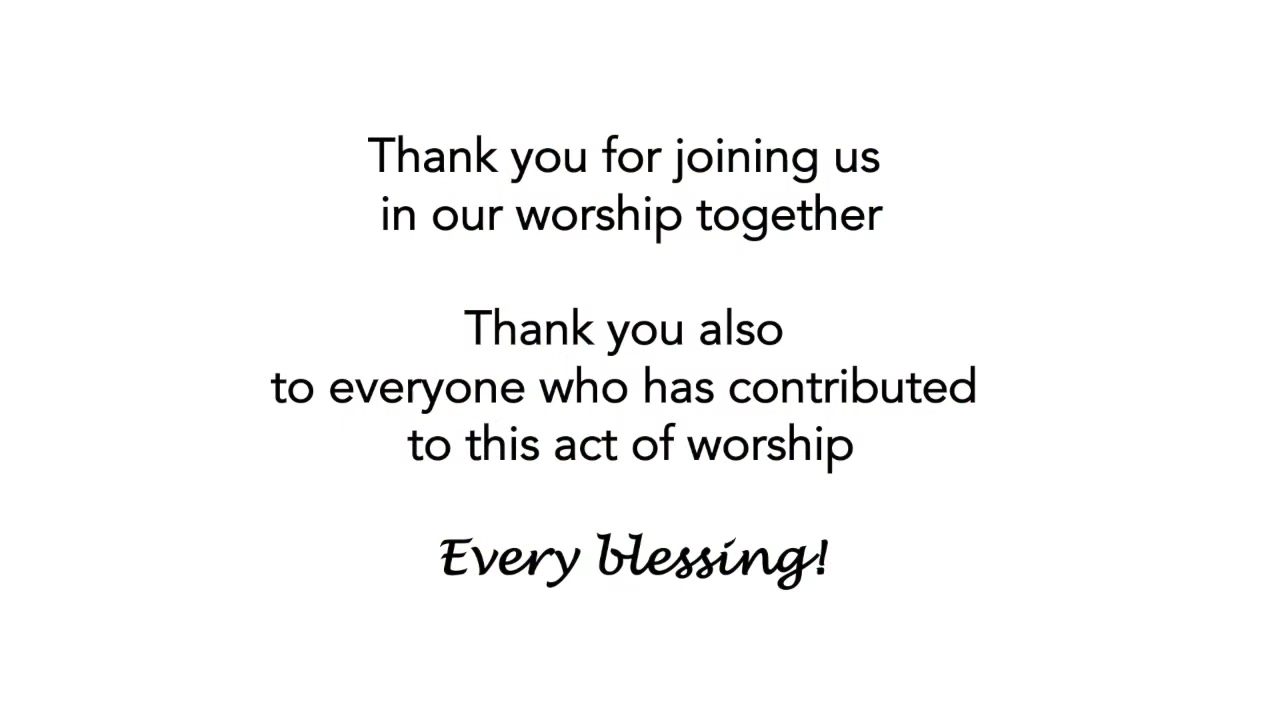 Thank you for joining us
in our worship together
Thank you also
to everyone who has contributed
to this act of worship
Every blessing!